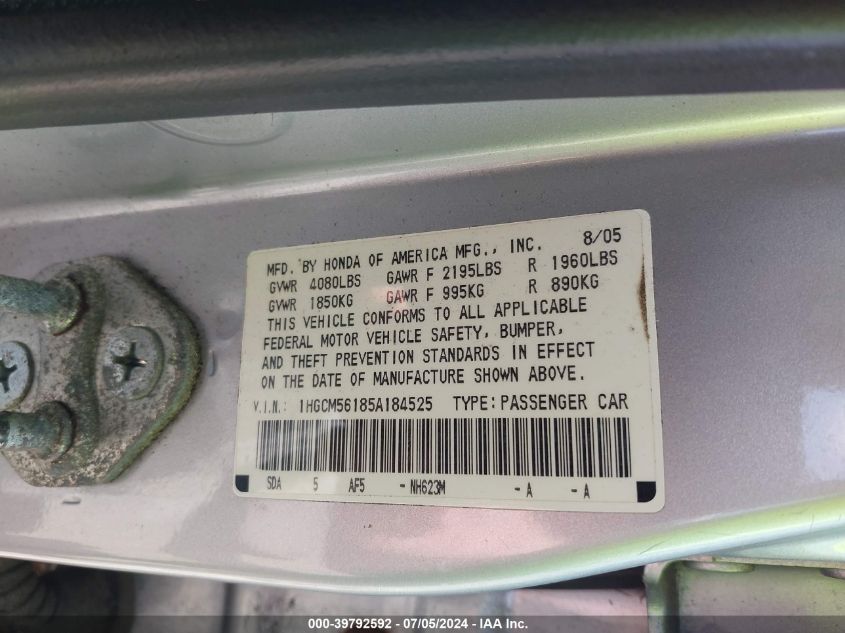 MFD. BY HONDA OF AMERICA MFG., INC. 8/05
GVWR 4080LBS GAWR F 2195LBS R 1960LBS
GVWR 1850KG GAWR F 995KG R 890KG
THIS VEHICLE CONFORMS TO ALL APPLICABLE
FEDERAL MOTOR VEHICLE SAFETY, BUMPER,
AND THEFT PREVENTION STANDARDS IN EFFECT
ON THE DATE OF MANUFACTURE SHOWN ABOVE.
V.I.N.: 1HGCM56185A184525 TYPE: PASSENGER CAR
SDA 5 AF5 - NH623M - A - A
000-39792592 / 07/05/2024 - IAA Inc.